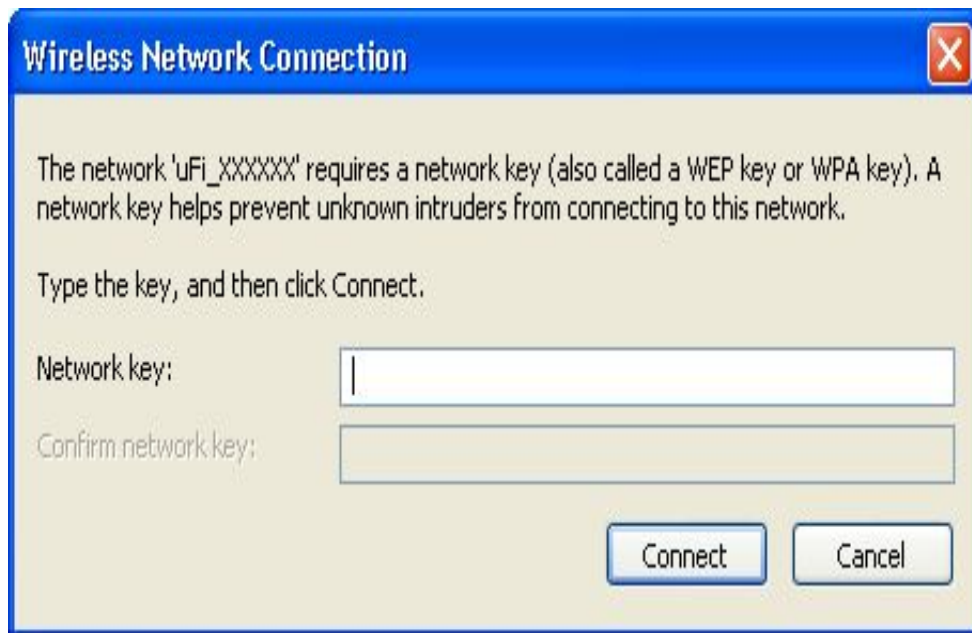 Wireless Network Connection
The network 'uFi_XXXXXX' requires a network key (also called a WEP key or WPA key). A
network key helps prevent unknown intruders from connecting to this network.
Type the key, and then click Connect.
Network key:
Confirm network key:
Connect Cancel